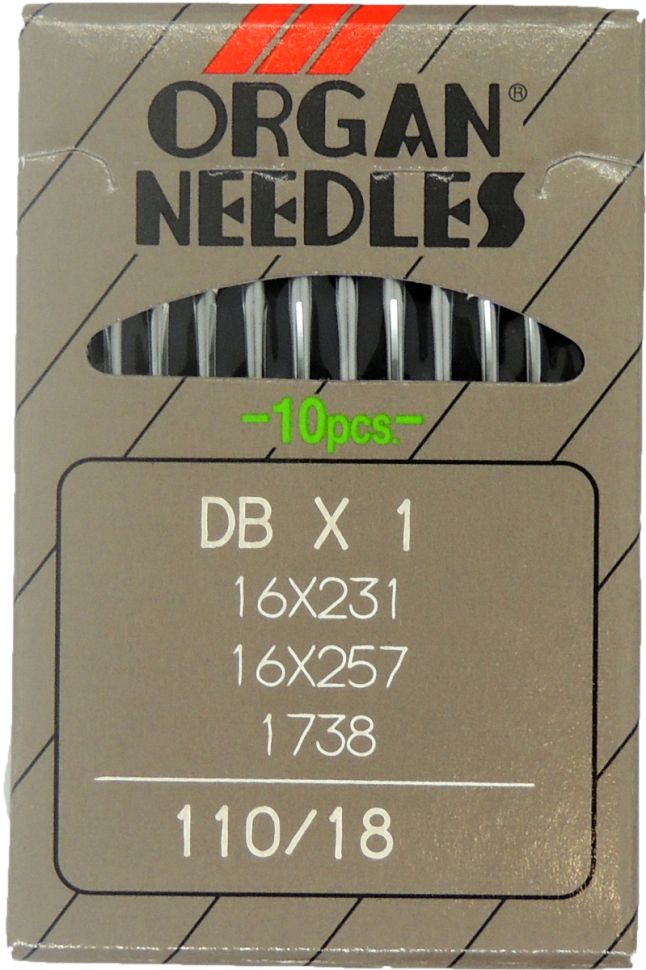 ORGAN®
NEEDLES
-10pcs.-
DB X 1
16X231
16X257
1738
110/18